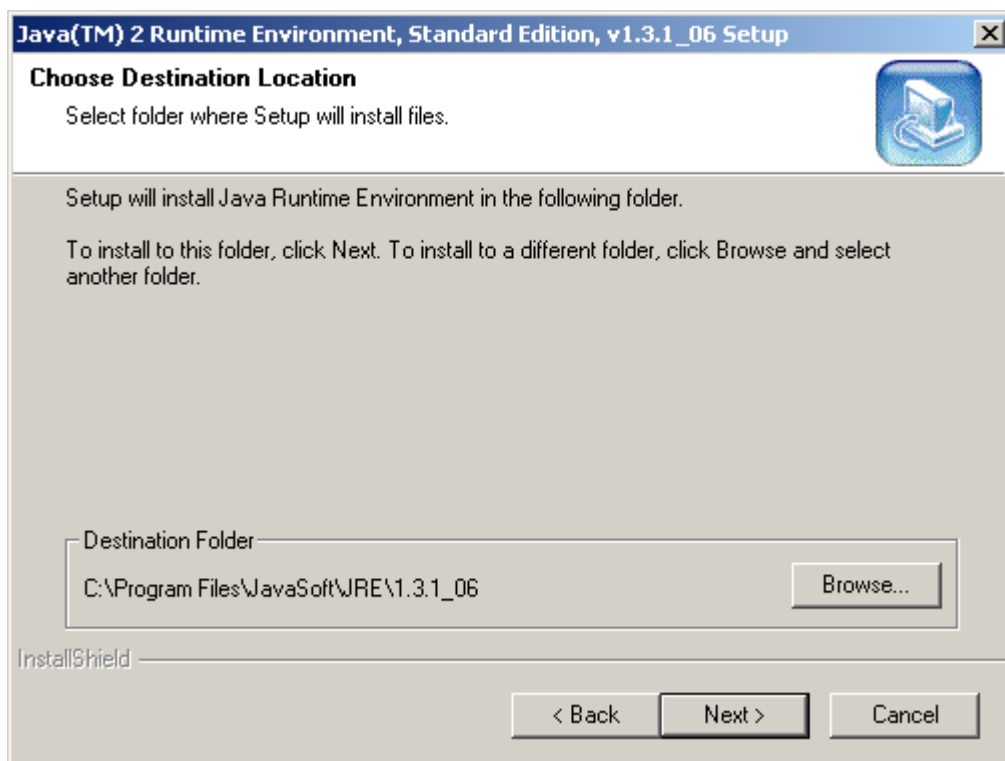 Java(TM) 2 Runtime Environment, Standard Edition, v1.3.1_06 Setup
Choose Destination Location
Select folder where Setup will install files.
Setup will install Java Runtime Environment in the following folder.
To install to this folder, click Next. To install to a different folder, click Browse and select
another folder.
Destination Folder
C:\Program Files\JavaSoft\JRE\1.3.1_06
Browse...
InstallShield
< Back
Next >
Cancel